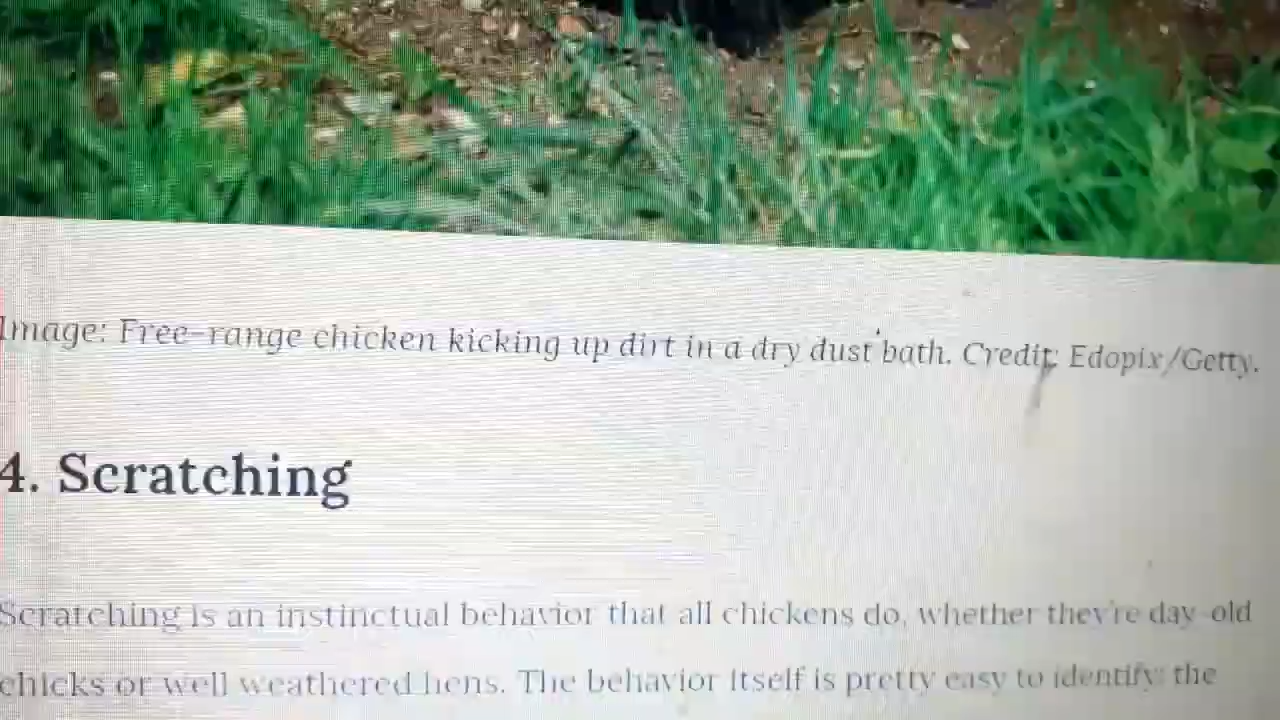 Image: Free-range chicken kicking up dirt in a dry dust bath. Credit: Edopix/Getty.
4. Scratching
Scratching is an instinctual behavior that all chickens do, whether they're day-old
chicks or well weathered hens. The behavior itself is pretty easy to identify: the